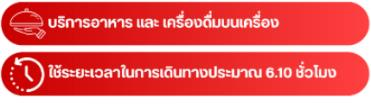 บริการอาหาร และ เครื่องดื่มบนเครื่อง
ใช้ระยะเวลาในการเดินทางประมาณ 6.10 ชั่วโมง